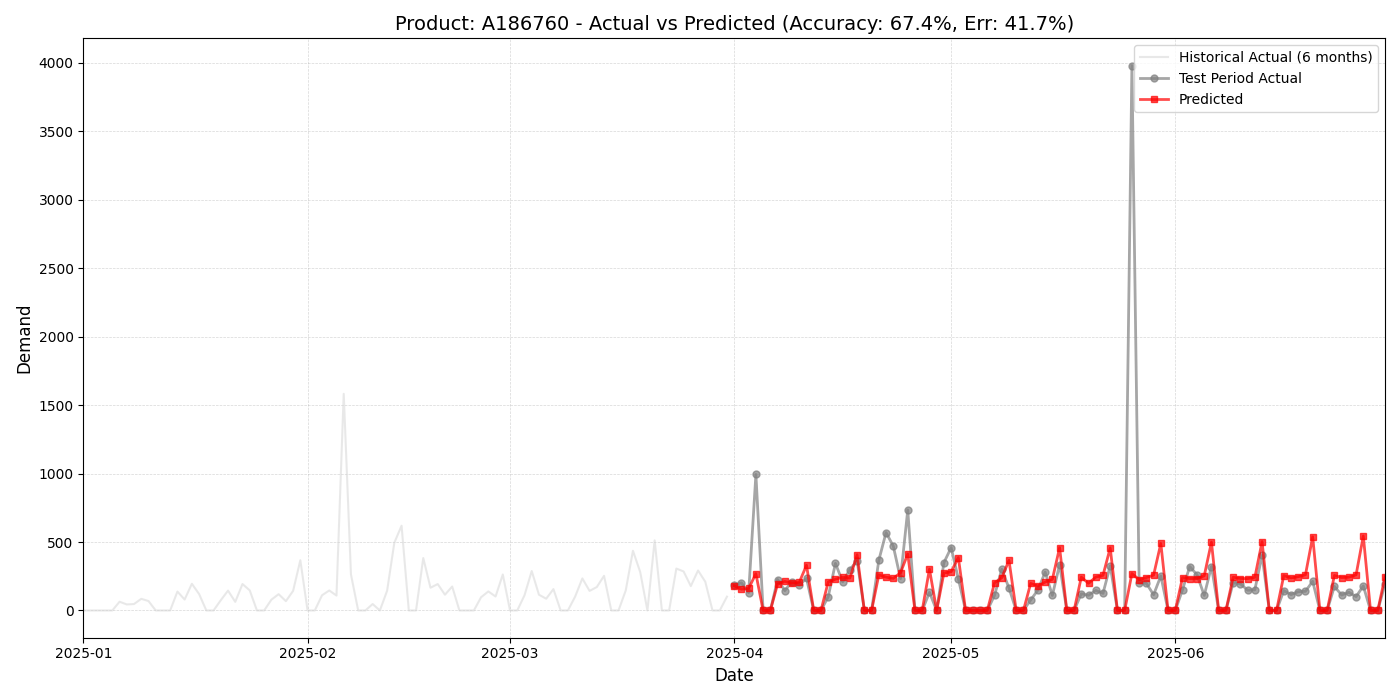 Product: A186760 - Actual vs Predicted (Accuracy: 67.4%, Err: 41.7%)
Historical Actual (6 months)
Test Period Actual
Predicted
Demand
4000
3500
3000
2500
2000
1500
1000
500
0
2025-01
2025-02
2025-03
2025-04
2025-05
2025-06
Date